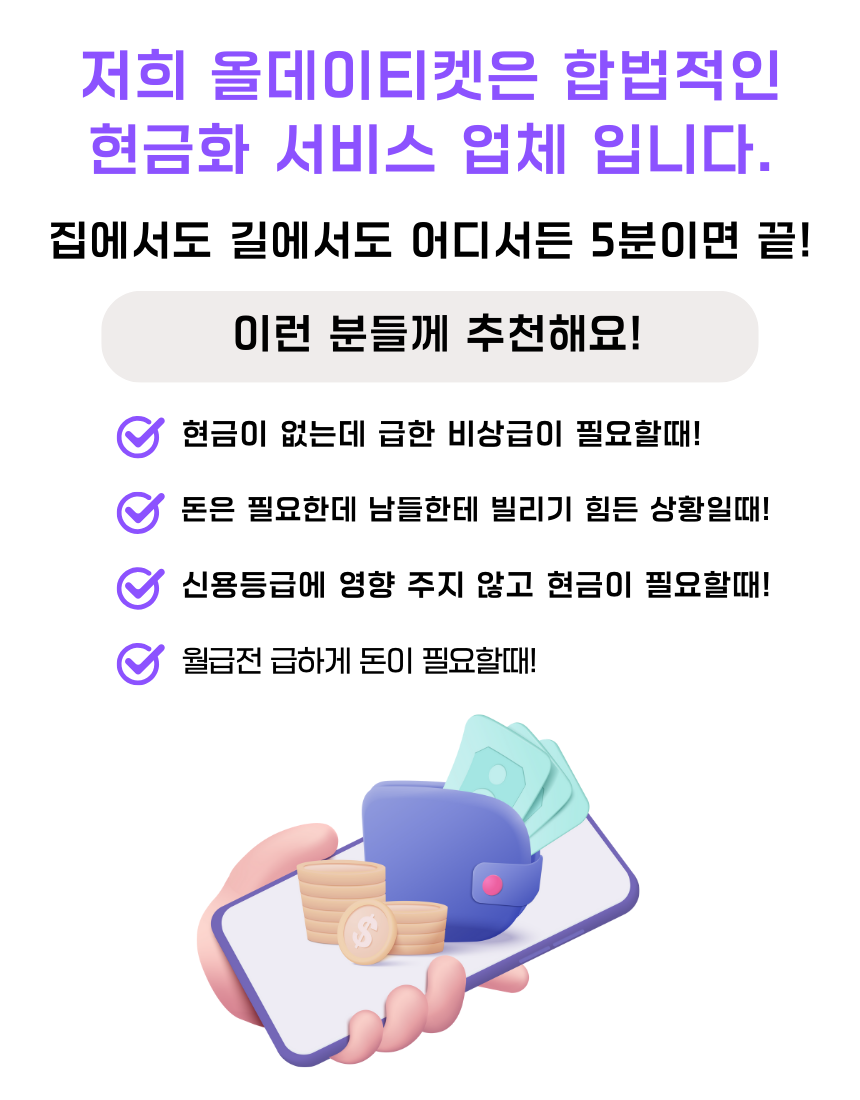 저희 올데이티켓은 합법적인
현금화 서비스 업체 입니다.
집에서도 길에서도 어디서든 5분이면 끝!
이런 분들께 추천해요!
현금이 없는데 급한 비상급이 필요할때!
돈은 필요한데 남들한테 빌리기 힘든 상황일때!
신용등급에 영향 주지 않고 현금이 필요할때!
월급전 급하게 돈이 필요할때!
$